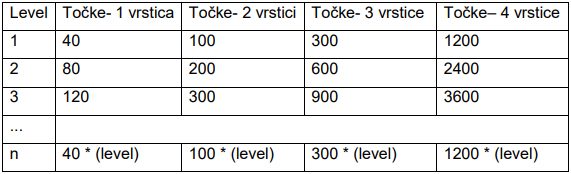 Level Točke- 1 vrstica Točke- 2 vrstici Točke- 3 vrstice Točke– 4 vrstice
1 40 100 300 1200
2 80 200 600 2400
3 120 300 900 3600
...
n 40 * (level) 100 * (level) 300 * (level) 1200 * (level)